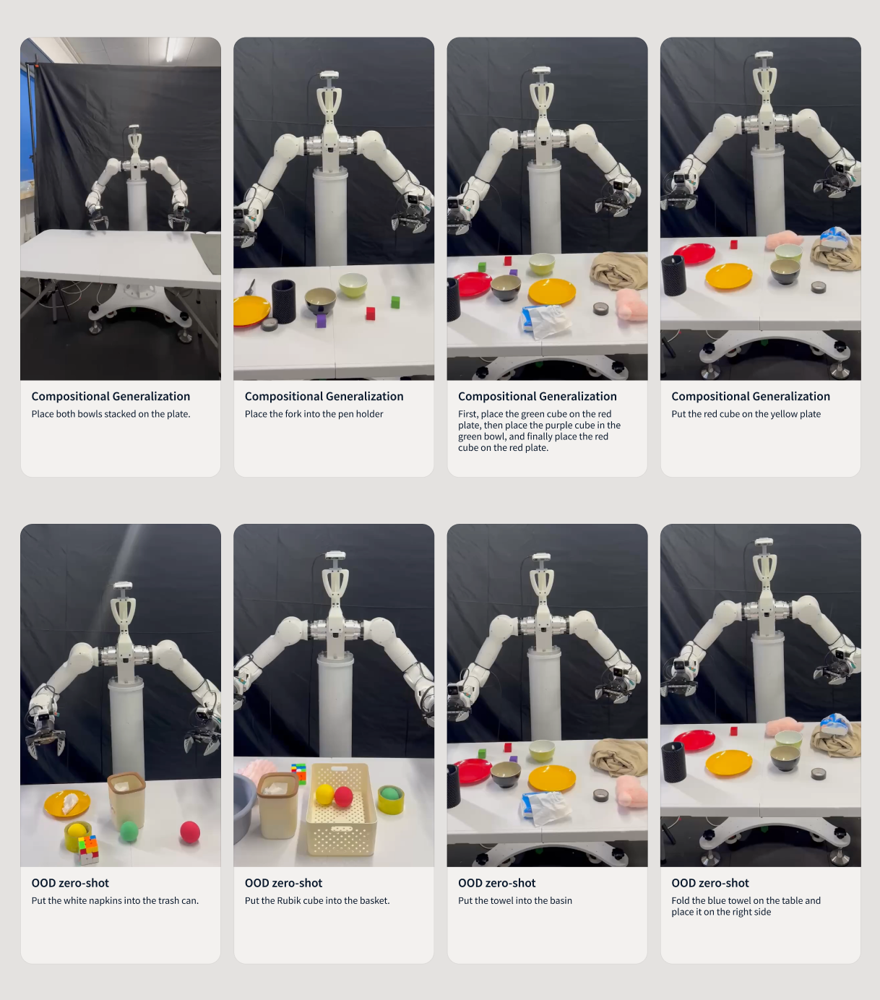 Compositional Generalization
Place both bowls stacked on the plate.
Compositional Generalization
Place the fork into the pen holder
Compositional Generalization
First, place the green cube on the red
plate, then place the purple cube in the
green bowl, and finally place the red
cube on the red plate.
Compositional Generalization
Put the red cube on the yellow plate
OOD zero-shot
Put the white napkins into the trash can.
OOD zero-shot
Put the Rubik cube into the basket.
OOD zero-shot
Put the towel into the basin
OOD zero-shot
Fold the blue towel on the table and
place it on the right side